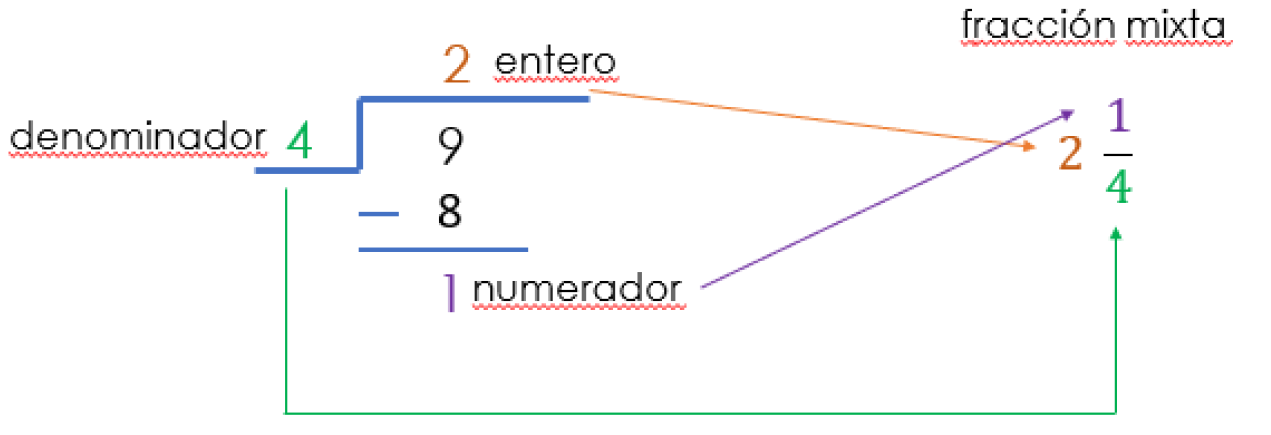 fracción mixta
2 entero
denominador 4
9
— 8
1 numerador
2 1/4